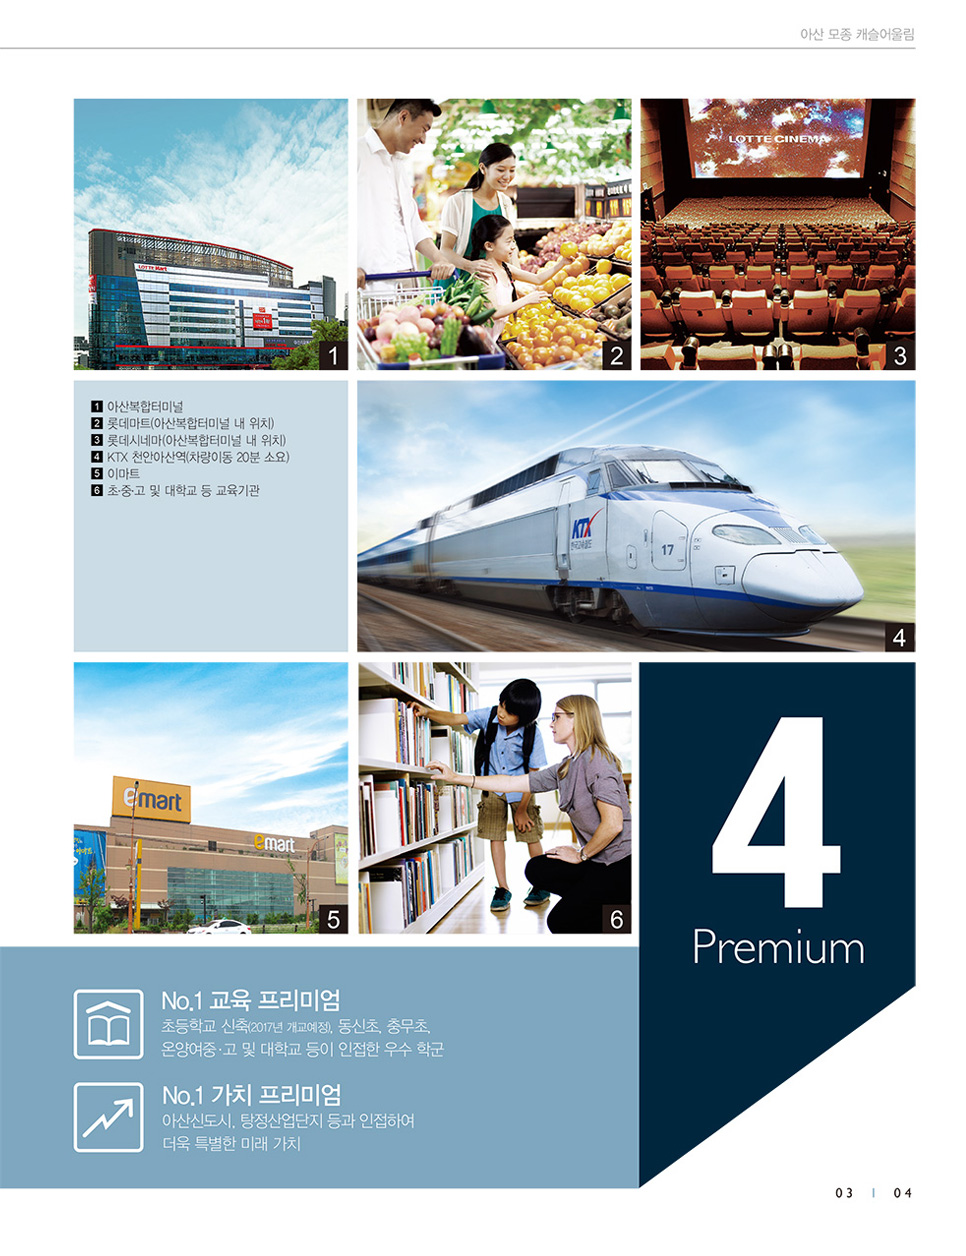 아산 모종 캐슬어울림
LOTTE Mart
1
2
LOTTE CINEMA
3
1 아산복합터미널
2 롯데마트(아산복합터미널 내 위치)
3 롯데시네마(아산복합터미널 내 위치)
4 KTX 천안아산역(차량이동 20분 소요)
5 이마트
6 초·중·고 및 대학교 등 교육기관
KTX
한국고속철도
17
4
emart
emart
5
6
4
Premium
No.1 교육 프리미엄
초등학교 신축(2017년 개교예정), 동신초, 충무초,
온양여중·고 및 대학교 등이 인접한 우수 학군
No.1 가치 프리미엄
아산신도시, 탕정산업단지 등과 인접하여
더욱 특별한 미래 가치
03 | 04